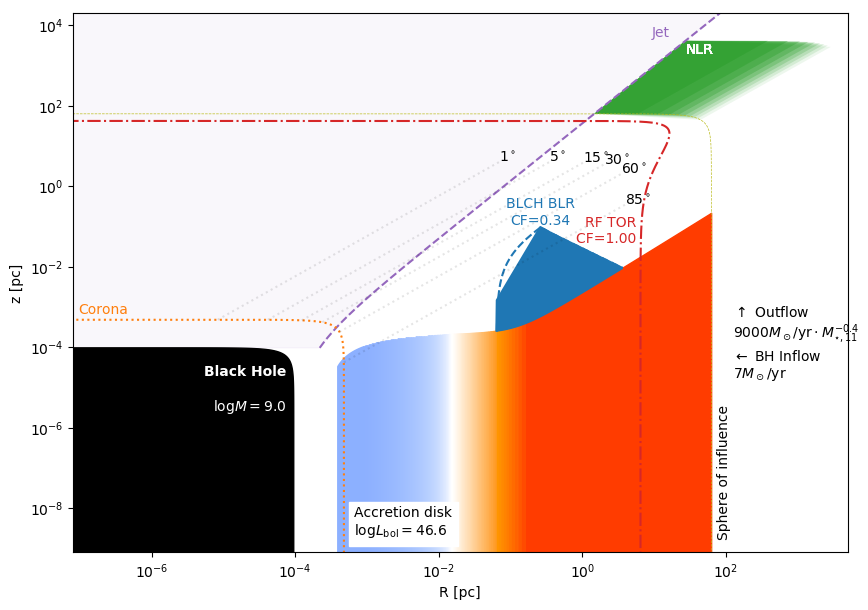 10^4
10^2
10^0
10^−2
10^−4
10^−6
10^−8
z [pc]
Jet
NLR
1°
5°
15°
30°
60°
85°
BLCH BLR
CF=0.34
RF TOR
CF=1.00
Corona
Black Hole
logM = 9.0
↑ Outflow
9000M_⊙/yr · M_⋆,11^−0.4
← BH Inflow
7M_⊙/yr
Sphere of influence
Accretion disk
logL_bol = 46.6
10^−6
10^−4
10^−2
10^0
10^2
R [pc]